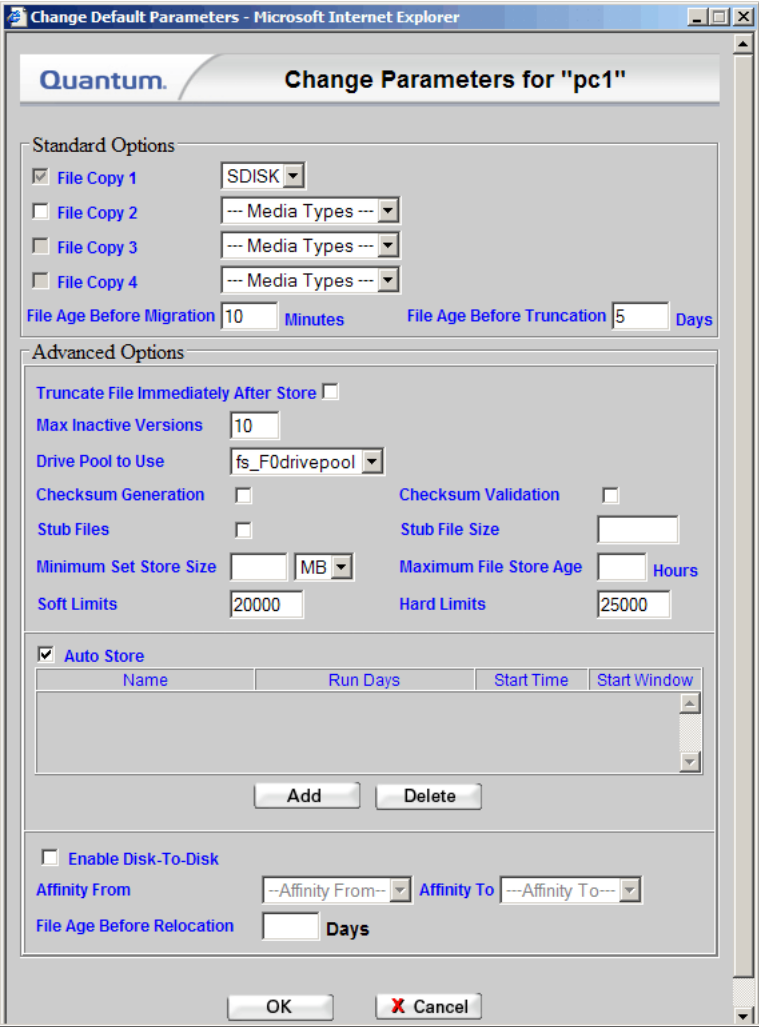 Change Default Parameters - Microsoft Internet Explorer
Quantum. Change Parameters for "pc1"
Standard Options
File Copy 1 SDISK
File Copy 2 --- Media Types ---
File Copy 3 --- Media Types ---
File Copy 4 --- Media Types ---
File Age Before Migration 10 Minutes File Age Before Truncation 5 Days
Advanced Options
Truncate File Immediately After Store
Max Inactive Versions 10
Drive Pool to Use fs_F0drivepool
Checksum Generation Checksum Validation
Stub Files Stub File Size
Minimum Set Store Size MB Maximum File Store Age Hours
Soft Limits 20000 Hard Limits 25000
Auto Store
Name Run Days Start Time Start Window
Add Delete
Enable Disk-To-Disk
Affinity From --Affinity From-- Affinity To ---Affinity To---
File Age Before Relocation Days
OK X Cancel